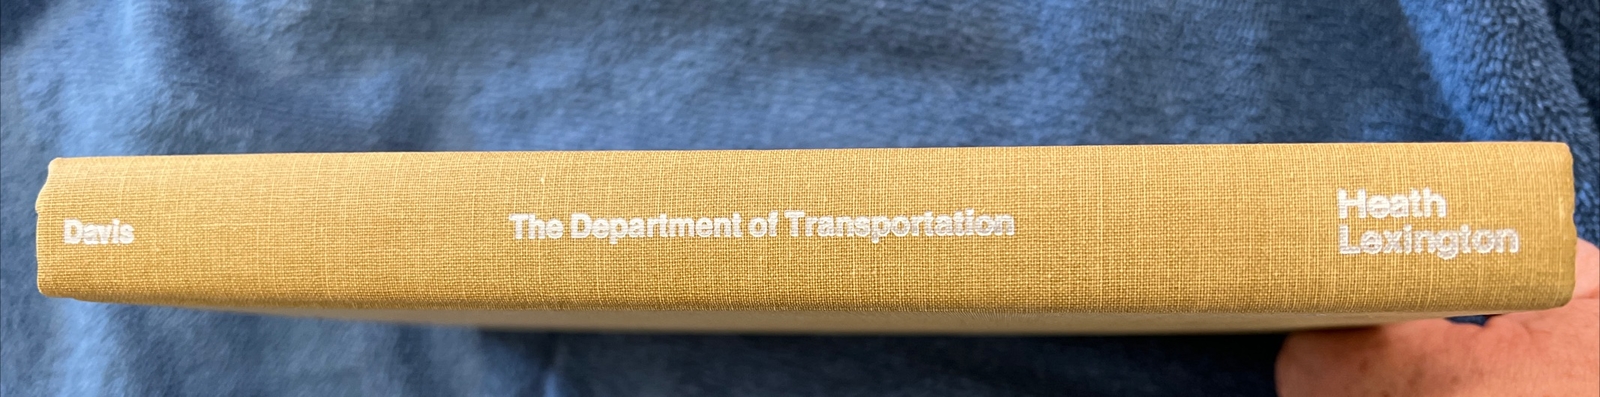 Davis
The Department of Transportation
Heath
Lexington